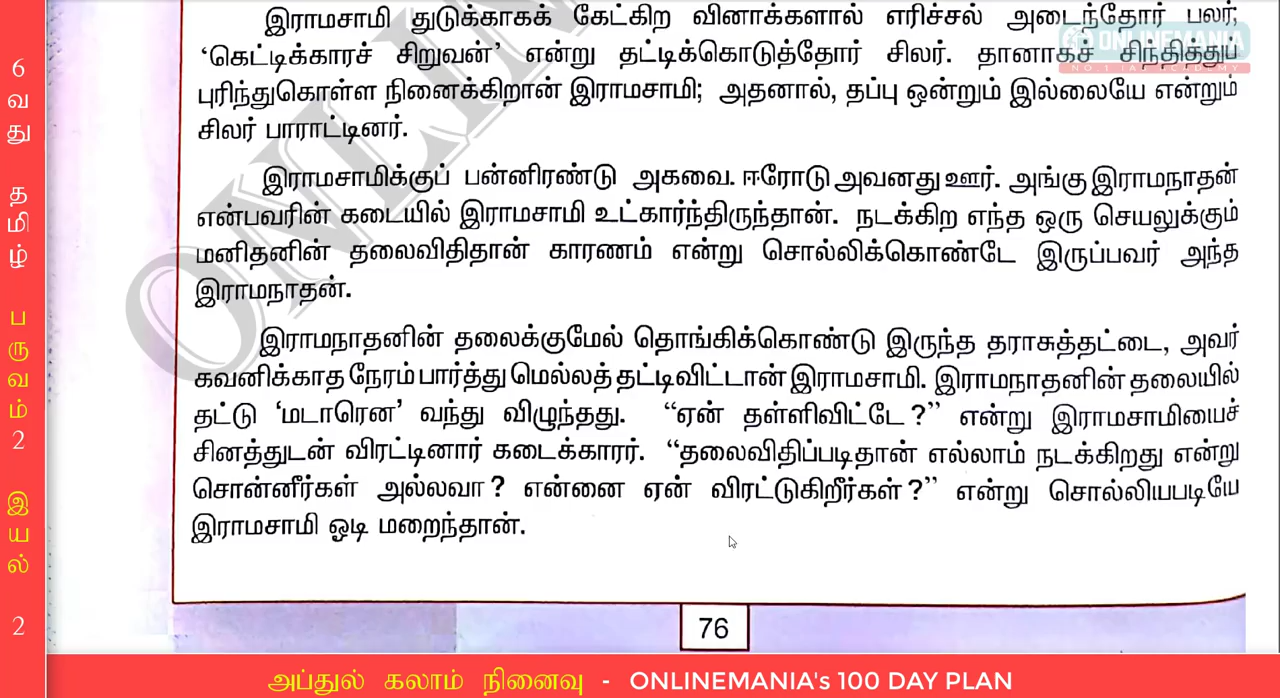 இராமசாமி துடுக்காகக் கேட்கிற வினாக்களால் எரிச்சல் அடைந்தோர் பலர்;
‘கெட்டிக்காரச் சிறுவன்’ என்று தட்டிக்கொடுத்தோர் சிலர். தானாகச் சிந்தித்துப்
புரிந்துகொள்ள நினைக்கிறான் இராமசாமி; அதனால், தப்பு ஒன்றும் இல்லையே என்றும்
சிலர் பாராட்டினர்.
இராமசாமிக்குப் பன்னிரண்டு அகவை. ஈரோடு அவனது ஊர். அங்கு இராமநாதன்
என்பவரின் கடையில் இராமசாமி உட்கார்ந்திருந்தான். நடக்கிற எந்த ஒரு செயலுக்கும்
மனிதனின் தலைவிதிதான் காரணம் என்று சொல்லிக்கொண்டே இருப்பவர் அந்த
இராமநாதன்.
இராமநாதனின் தலைக்குமேல் தொங்கிக்கொண்டு இருந்த தராசுத்தட்டை, அவர்
கவனிக்காத நேரம் பார்த்து மெல்லத் தட்டிவிட்டான் இராமசாமி. இராமநாதனின் தலையில்
தட்டு ‘மடாரென’ வந்து விழுந்தது. “ஏன் தள்ளிவிட்டே?” என்று இராமசாமியைச்
சினத்துடன் விரட்டினார் கடைக்காரர். “தலைவிதிப்படிதான் எல்லாம் நடக்கிறது என்று
சொன்னீர்கள் அல்லவா? என்னை ஏன் விரட்டுகிறீர்கள்?” என்று சொல்லியபடியே
இராமசாமி ஓடி மறைந்தான்.
76
6வது தமிழ் பருவம்2 இயல் 2
ONLINEMANIA
NO.1 IAS ACADEMY
ONLIN
அப்துல் கலாம் நினைவு - ONLINEMANIA's 100 DAY PLAN